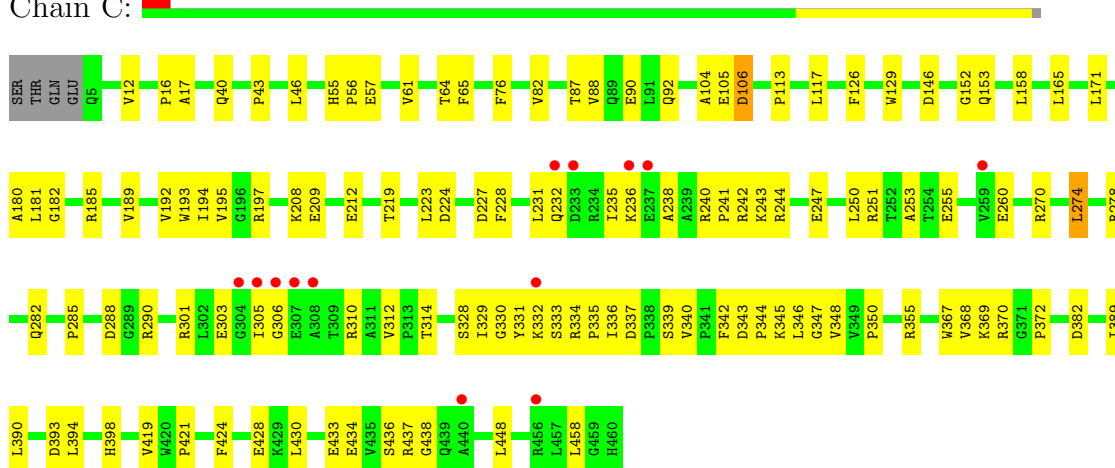 Chain C:
SER THR GLN GLU Q5 V12 P16 A17 Q40 P43 L46 H55 P56 E57 V61 T64 F65 F76 V82 T87 V88 Q89 E90 L91 Q92 A104 E105 D106 P113 L117 F126 W129 D146 G152 Q153 L158 L165 L171
A180 L181 G182 R185 V189 V192 W193 I194 V195 G196 R197 K208 E209 E212 T219 L223 D224 D227 F228 L231 Q232 D233 R234 I235 K236 E237 A238 A239 R240 P241 R242 K243 R244 E247 L250 R251 T252 A253 T254 E255 V259 E260 R270 L274
Q282 P285 D288 G289 R290 R301 L302 E303 G304 I305 G306 E307 A308 T309 R310 A311 V312 P313 T314 S328 I329 G330 Y331 K332 S333 R334 P335 I336 D337 P338 S339 V340 P341 F342 D343 P344 K345 L346 G347 V348 V349 P350 R355 W367 V368 K369 R370 G371 P372 D382
L390 D393 L394 H398 V419 W420 P421 F424 E428 K429 L430 E433 E434 V435 S436 R437 G438 Q439 A440 L448 R456 L457 L458 G459 H460